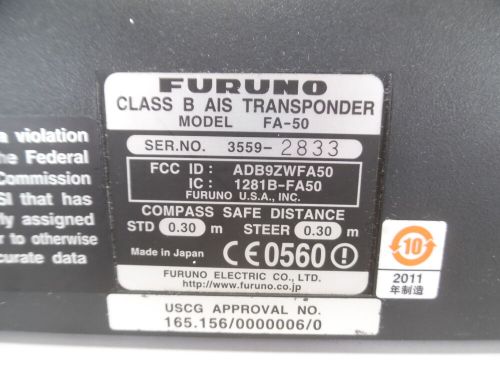 FURUNO
CLASS B AIS TRANSPONDER
MODEL FA-50
SER.NO. 3559-2833
FCC ID : ADB9ZWFA50
IC : 1281B-FA50
FURUNO U.S.A., INC.
COMPASS SAFE DISTANCE
STD 0.30 m STEER 0.30 m
Made in Japan CE0560
FURUNO ELECTRIC CO., LTD.
http://www.furuno.co.jp
USCG APPROVAL NO.
165.156/0000006/0
a violation
the Federal
Commission
SI that has
ly assigned
r to otherwise
curate data
10
2011
年制造